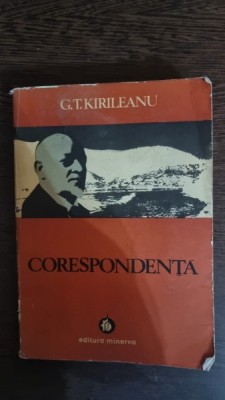 G.T. KIRILEANU
CORESPONDENȚA
editura minerva